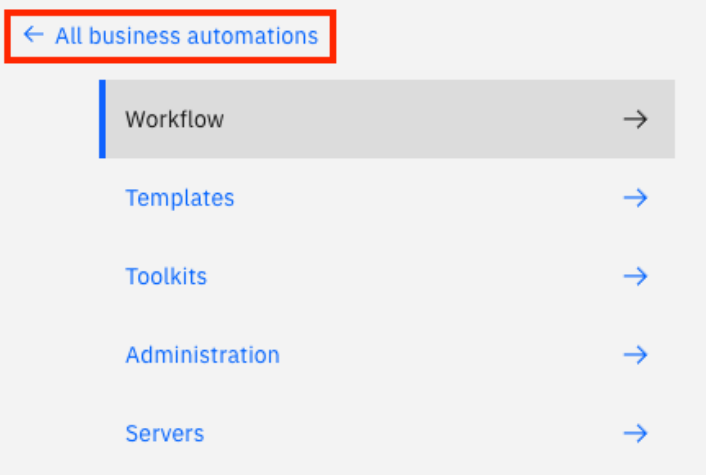 ← All business automations
Workflow →
Templates →
Toolkits →
Administration →
Servers →